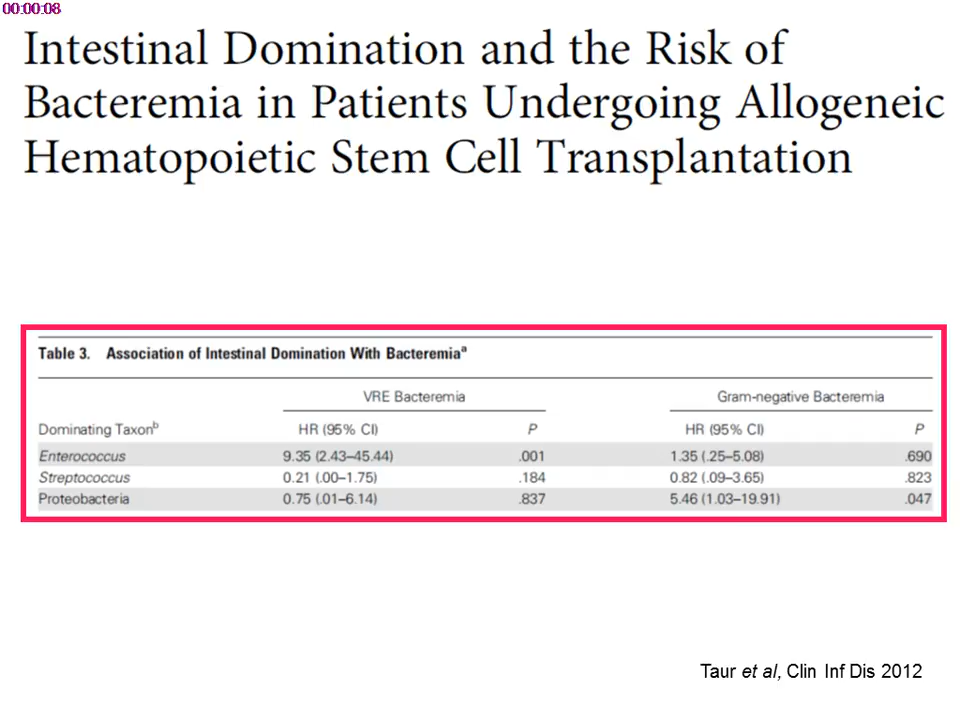 00:00:08
Intestinal Domination and the Risk of
Bacteremia in Patients Undergoing Allogeneic
Hematopoietic Stem Cell Transplantation
Table 3. Association of Intestinal Domination With Bacteremiaᵃ
VRE Bacteremia Gram-negative Bacteremia
Dominating Taxonᵇ HR (95% CI) P HR (95% CI) P
Enterococcus 9.35 (2.43–45.44) .001 1.35 (.25–5.08) .690
Streptococcus 0.21 (.00–1.75) .184 0.82 (.09–3.65) .823
Proteobacteria 0.75 (.01–6.14) .837 5.46 (1.03–19.91) .047
Taur et al, Clin Inf Dis 2012